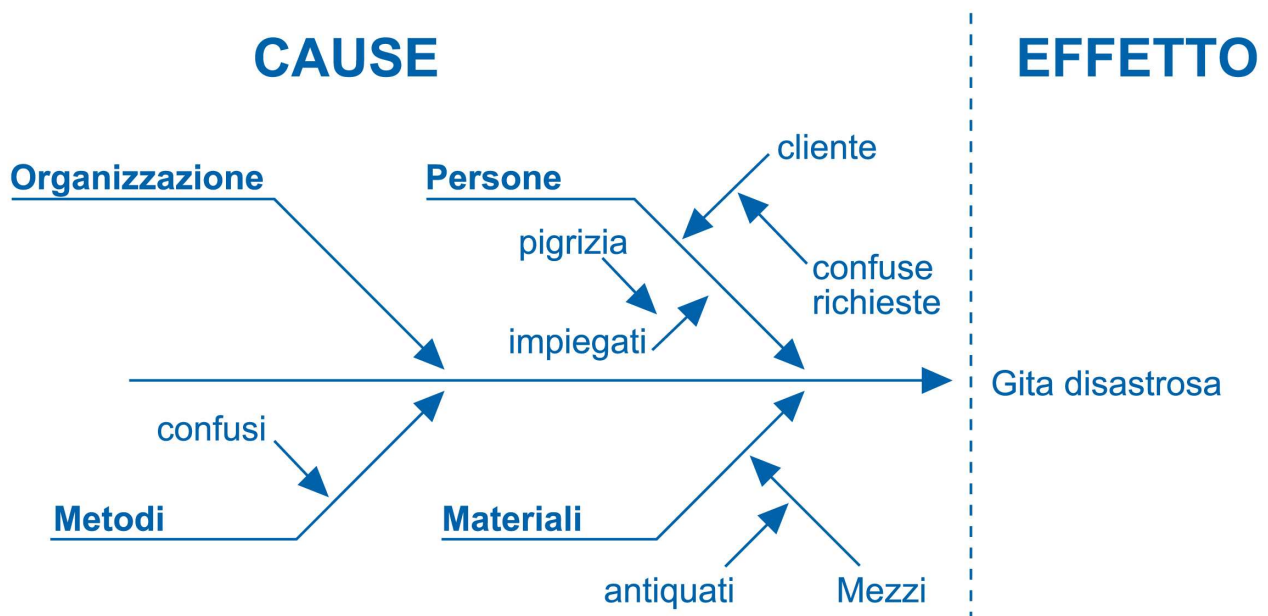 CAUSE
EFFETTO
cliente
Organizzazione
Persone
pigrizia
confuse
richieste
impiegati
Gita disastrosa
confusi
Metodi
Materiali
antiquati
Mezzi